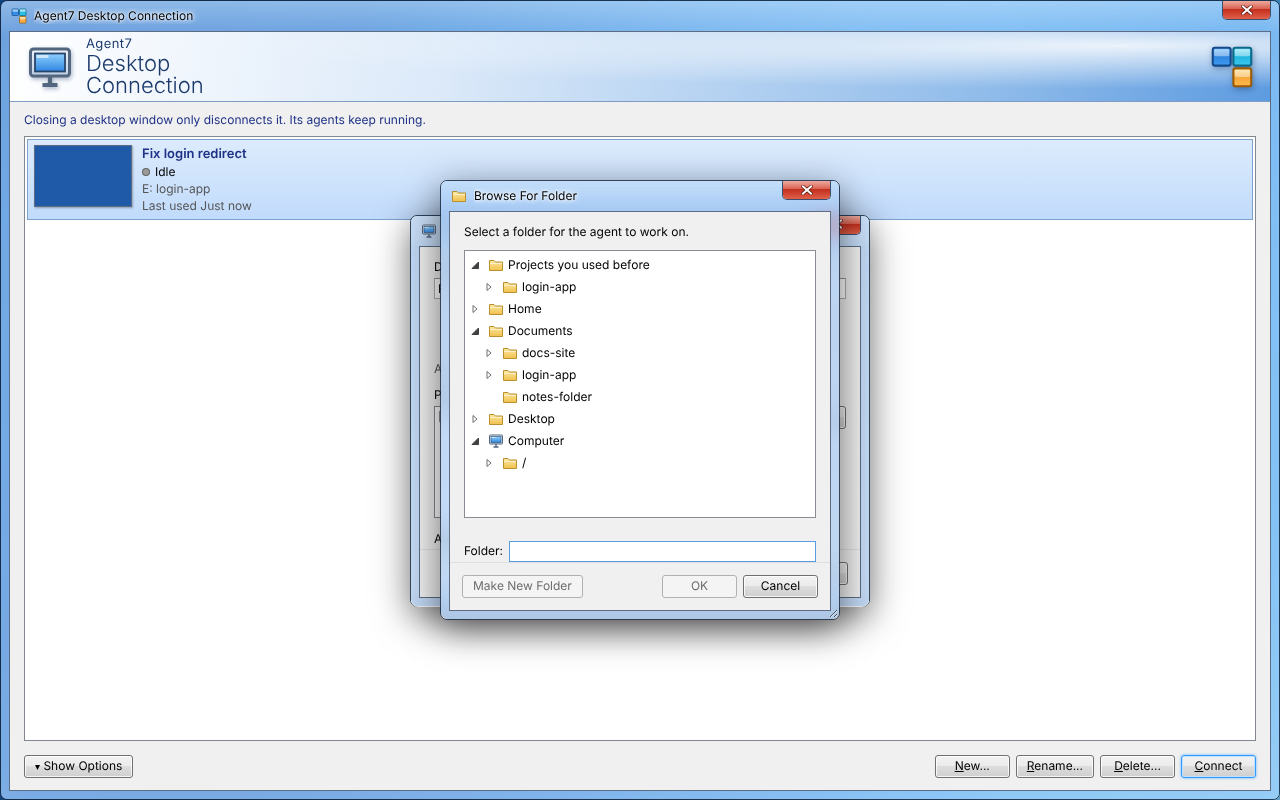 Agent7 Desktop Connection
Agent7
Desktop
Connection
Closing a desktop window only disconnects it. Its agents keep running.
Fix login redirect
Idle
E: login-app
Last used Just now
Browse For Folder
Select a folder for the agent to work on.
Projects you used before
login-app
Home
Documents
docs-site
login-app
notes-folder
Desktop
Computer
/
Folder:
Make New Folder
OK
Cancel
Show Options
New...
Rename...
Delete...
Connect